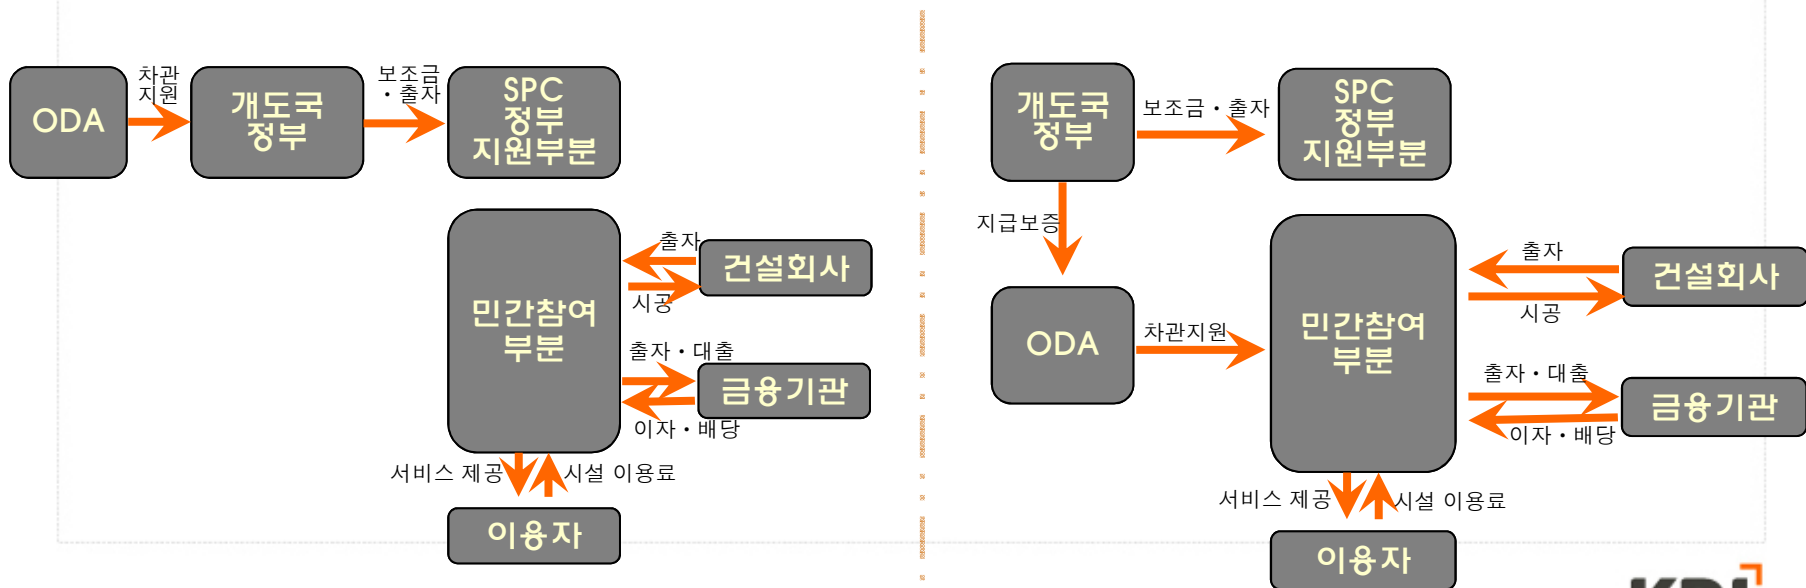 ODA
차관
지원
개도국
정부
보조금
・출자
SPC
정부
지원부분
민간참여
부분
출자
시공
건설회사
출자・대출
이자・배당
금융기관
서비스 제공
시설 이용료
이용자
개도국
정부
보조금・출자
SPC
정부
지원부분
지급보증
ODA
차관지원
민간참여
부분
출자
시공
건설회사
출자・대출
이자・배당
금융기관
서비스 제공
시설 이용료
이용자
KDI